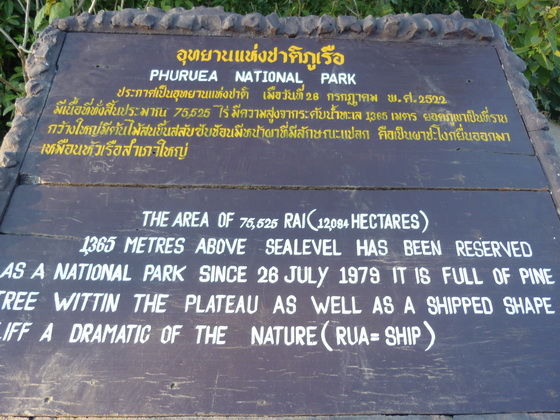 อุทยานแห่งชาติภูเรือ
PHURUEA NATIONAL PARK
ประกาศเป็นอุทยานแห่งชาติ เมื่อวันที่ 26 กรกฎาคม พ.ศ. 2522
มีเนื้อที่ทั้งสิ้นประมาณ 75,525 ไร่ มีความสูงจากระดับน้ำทะเล 1,365 เมตร ยอดภูเขาเป็นที่ราบ
กว้างใหญ่มีต้นไม้สนขึ้นสลับซับซ้อนมีหน้าผาที่มีลักษณะแปลก คือเป็นผาชะโงกยื่นออกมา
เหมือนหัวเรือสำเภาใหญ่
THE AREA OF 75,525 RAI (12,084 HECTARES)
1,365 METRES ABOVE SEALEVEL HAS BEEN RESERVED
AS A NATIONAL PARK SINCE 26 JULY 1979 IT IS FULL OF PINE
TREE WITTIN THE PLATEAU AS WELL AS A SHIPPED SHAPE
LIFF A DRAMATIC OF THE NATURE (RUA = SHIP)